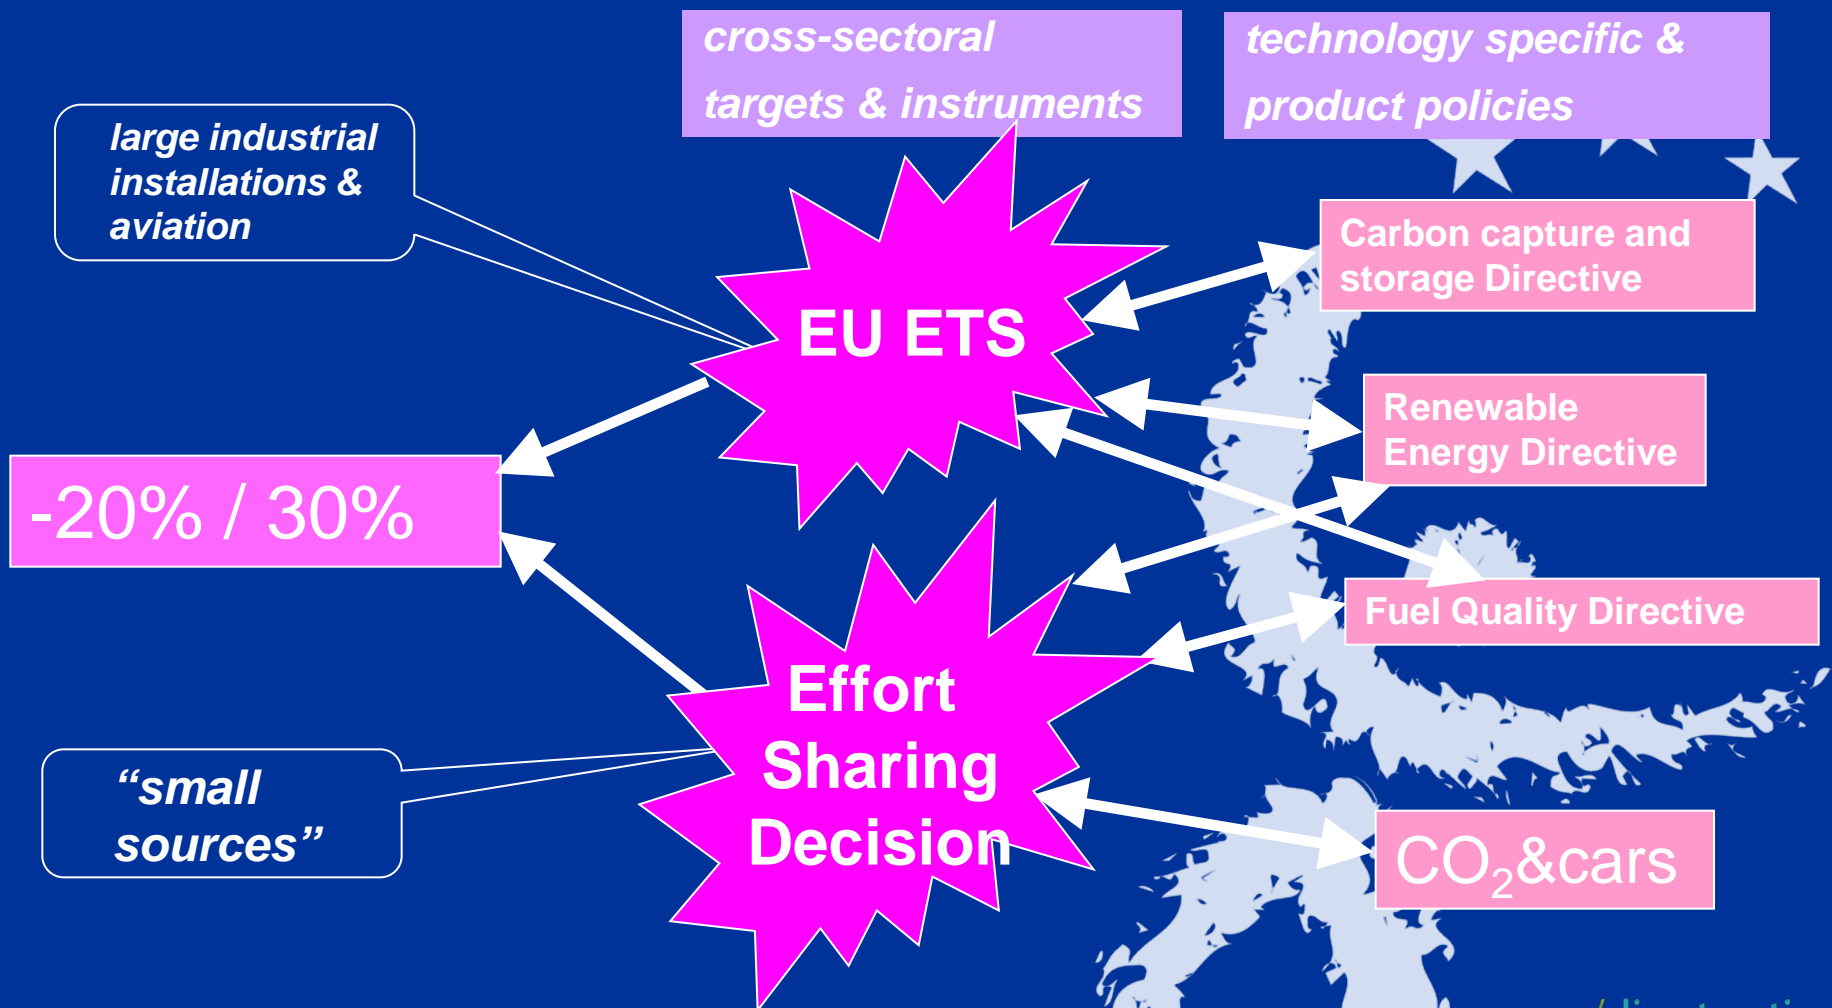 cross-sectoral
targets & instruments
technology specific &
product policies
large industrial
installations &
aviation
EU ETS
Carbon capture and
storage Directive
Renewable
Energy Directive
-20% / 30%
Fuel Quality Directive
Effort
Sharing
Decision
“small
sources”
CO₂&cars